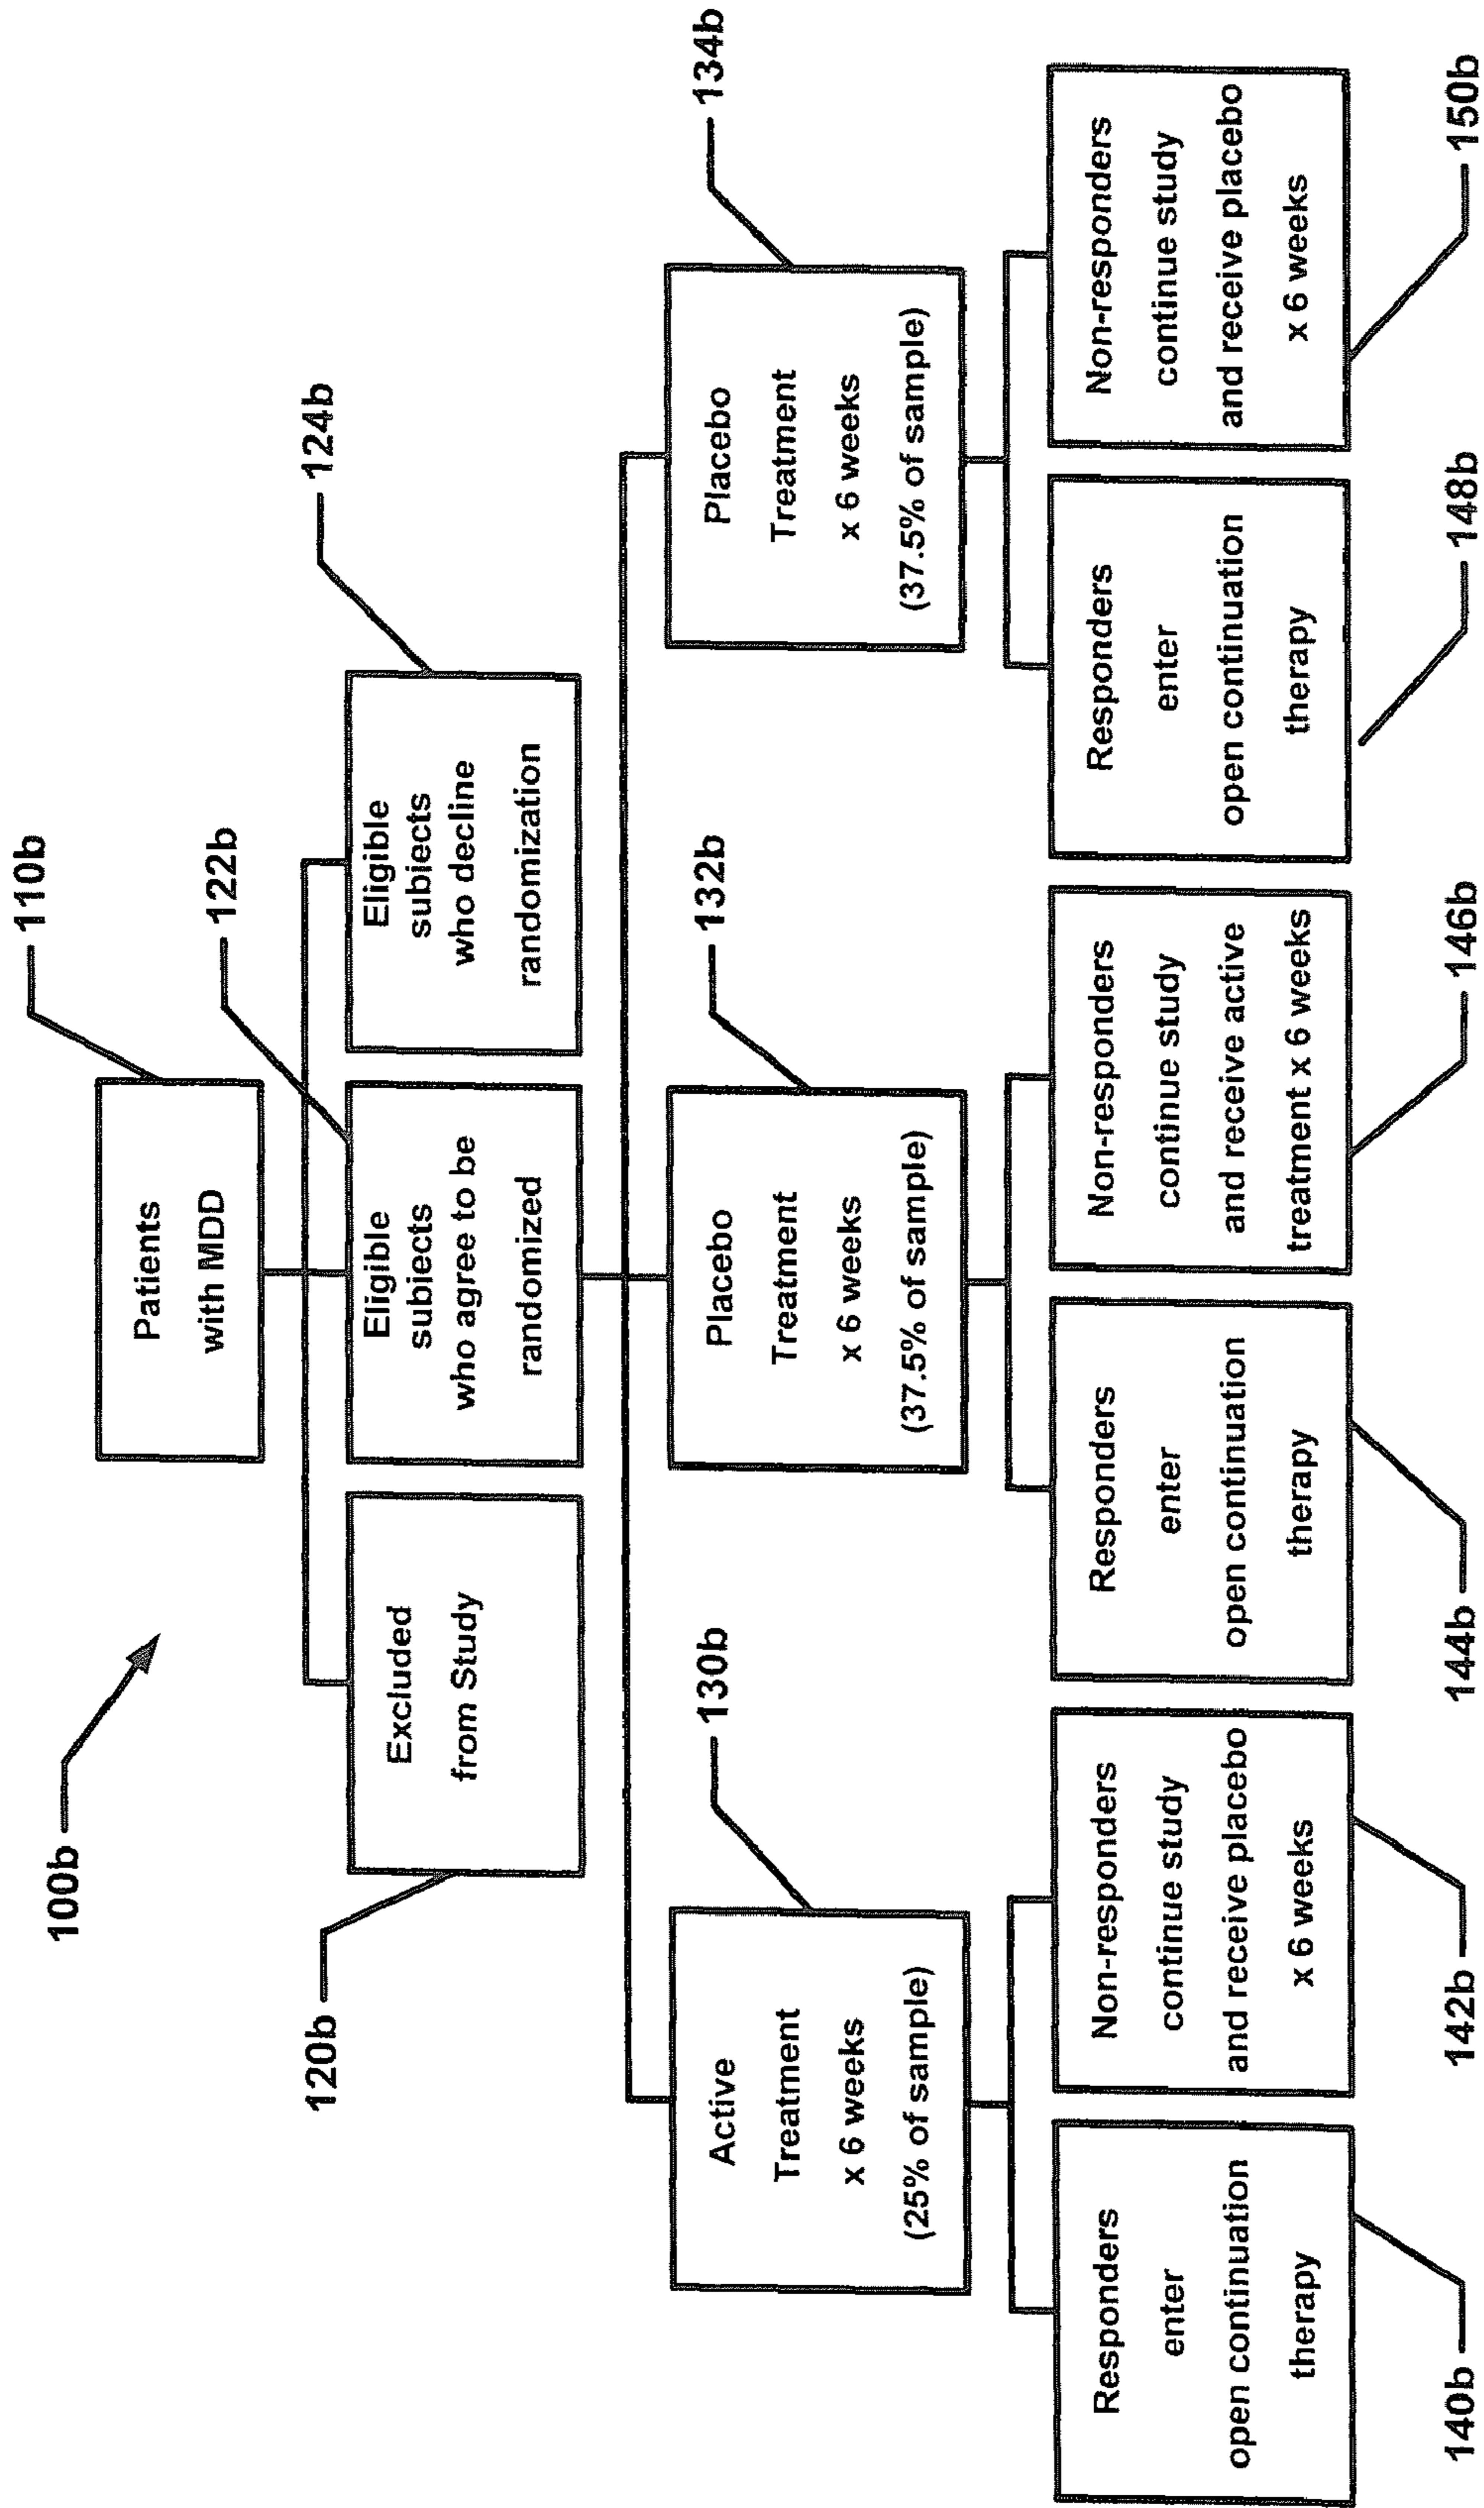 100b
110b
Patients
with MDD
120b
122b
124b
Excluded
from Study
Eligible
subiects
who agree to be
randomized
Eligible
subiects
who decline
randomization
130b
132b
134b
Active
Treatment
x 6 weeks
(25% of sample)
Placebo
Treatment
x 6 weeks
(37.5% of sample)
Placebo
Treatment
x 6 weeks
(37.5% of sample)
Responders
enter
open continuation
therapy
Non-responders
continue study
and receive placebo
x 6 weeks
Responders
enter
open continuation
therapy
Non-responders
continue study
and receive active
treatment x 6 weeks
Responders
enter
open continuation
therapy
Non-responders
continue study
and receive placebo
x 6 weeks
140b
142b
144b
146b
148b
150b